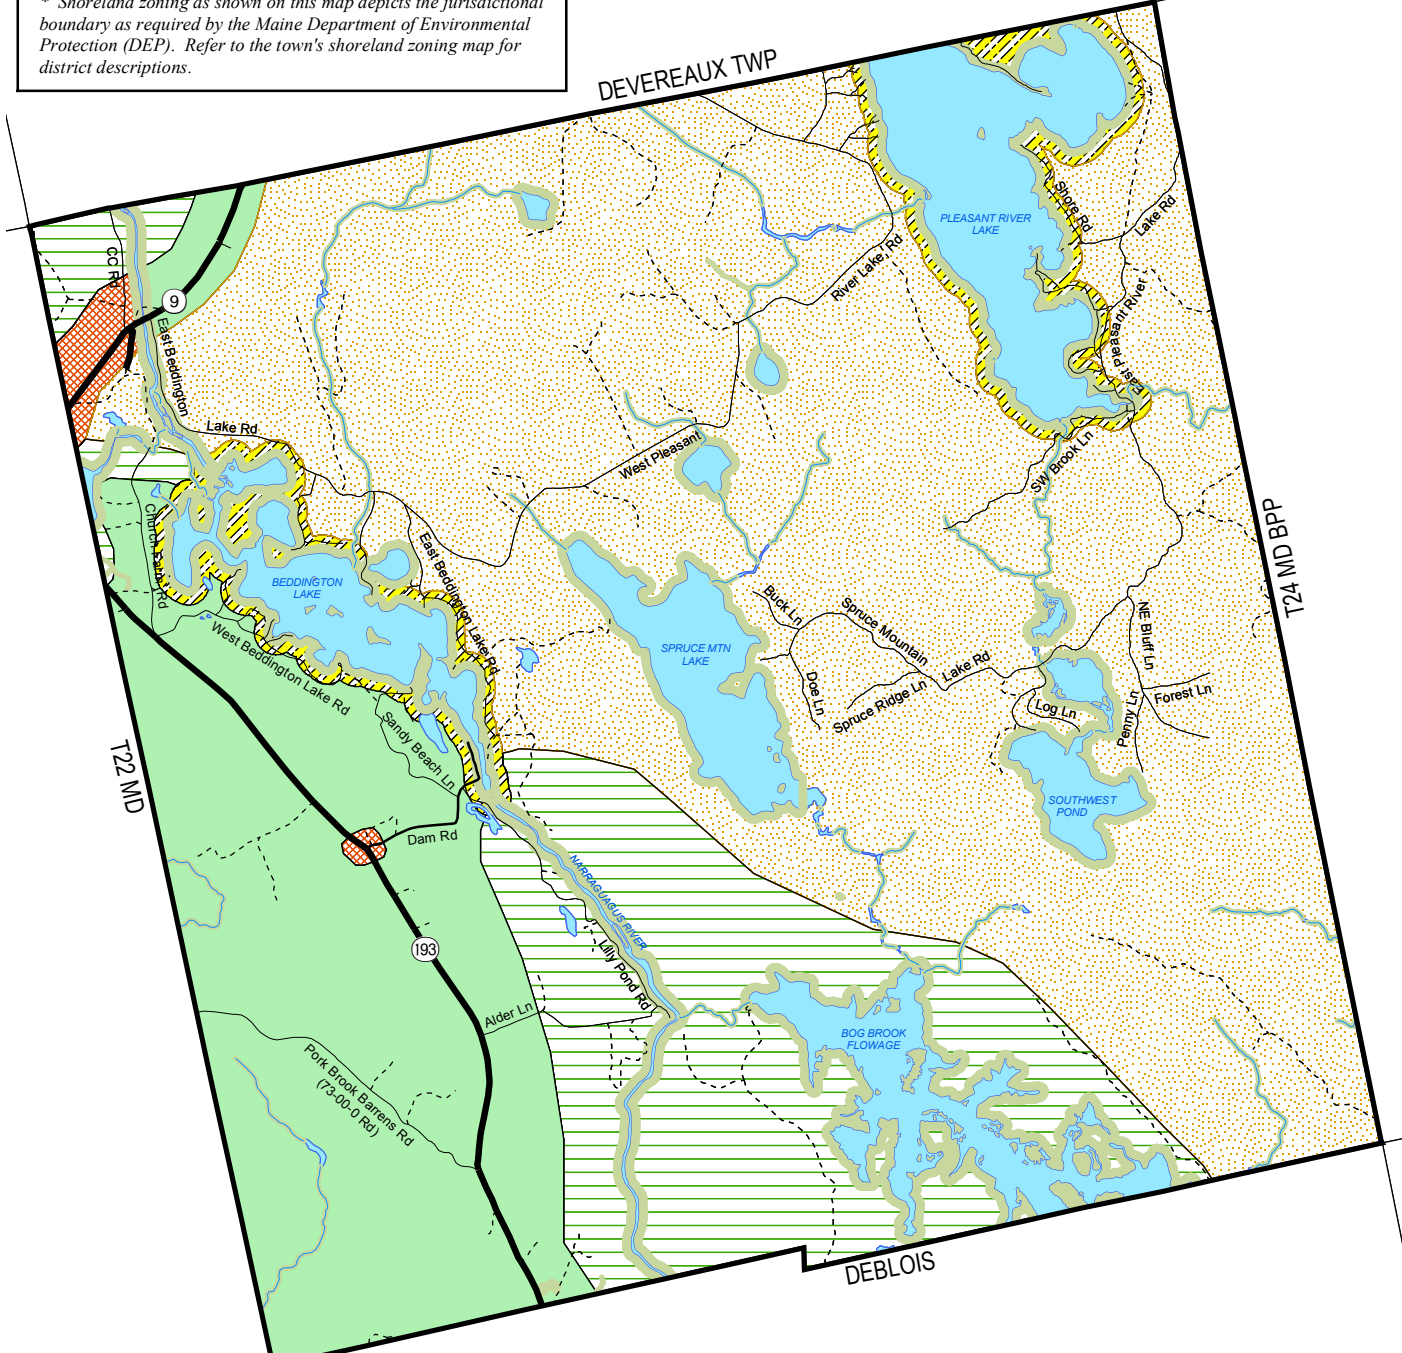 * Shoreland zoning as shown on this map depicts the jurisdictional
boundary as required by the Maine Department of Environmental
Protection (DEP). Refer to the town's shoreland zoning map for
district descriptions.
DEVEREAUX TWP
PLEASANT RIVER
LAKE
Shore Rd
Lake Rd
CC Rd
9
River Lake Rd
East Beddington
Lake Rd
East Pleasant River
West Pleasant
SW Brook Ln
T24 MD BPP
Church Farm Rd
BEDDINGTON
LAKE
East Beddington Lake Rd
Buck Ln
Spruce Mountain
Lake Rd
NE Bluff Ln
West Beddington Lake Rd
SPRUCE MTN
LAKE
Doe Ln
Spruce Ridge Ln
Log Ln
Penny Ln
Forest Ln
T22 MD
Sandy Beach Ln
SOUTHWEST
POND
Dam Rd
NARRAGUAGUS RIVER
193
Lilly Pond Rd
Alder Ln
BOG BROOK
FLOWAGE
Pork Brook Barrens Rd
(73-00-0 Rd)
DEBLOIS